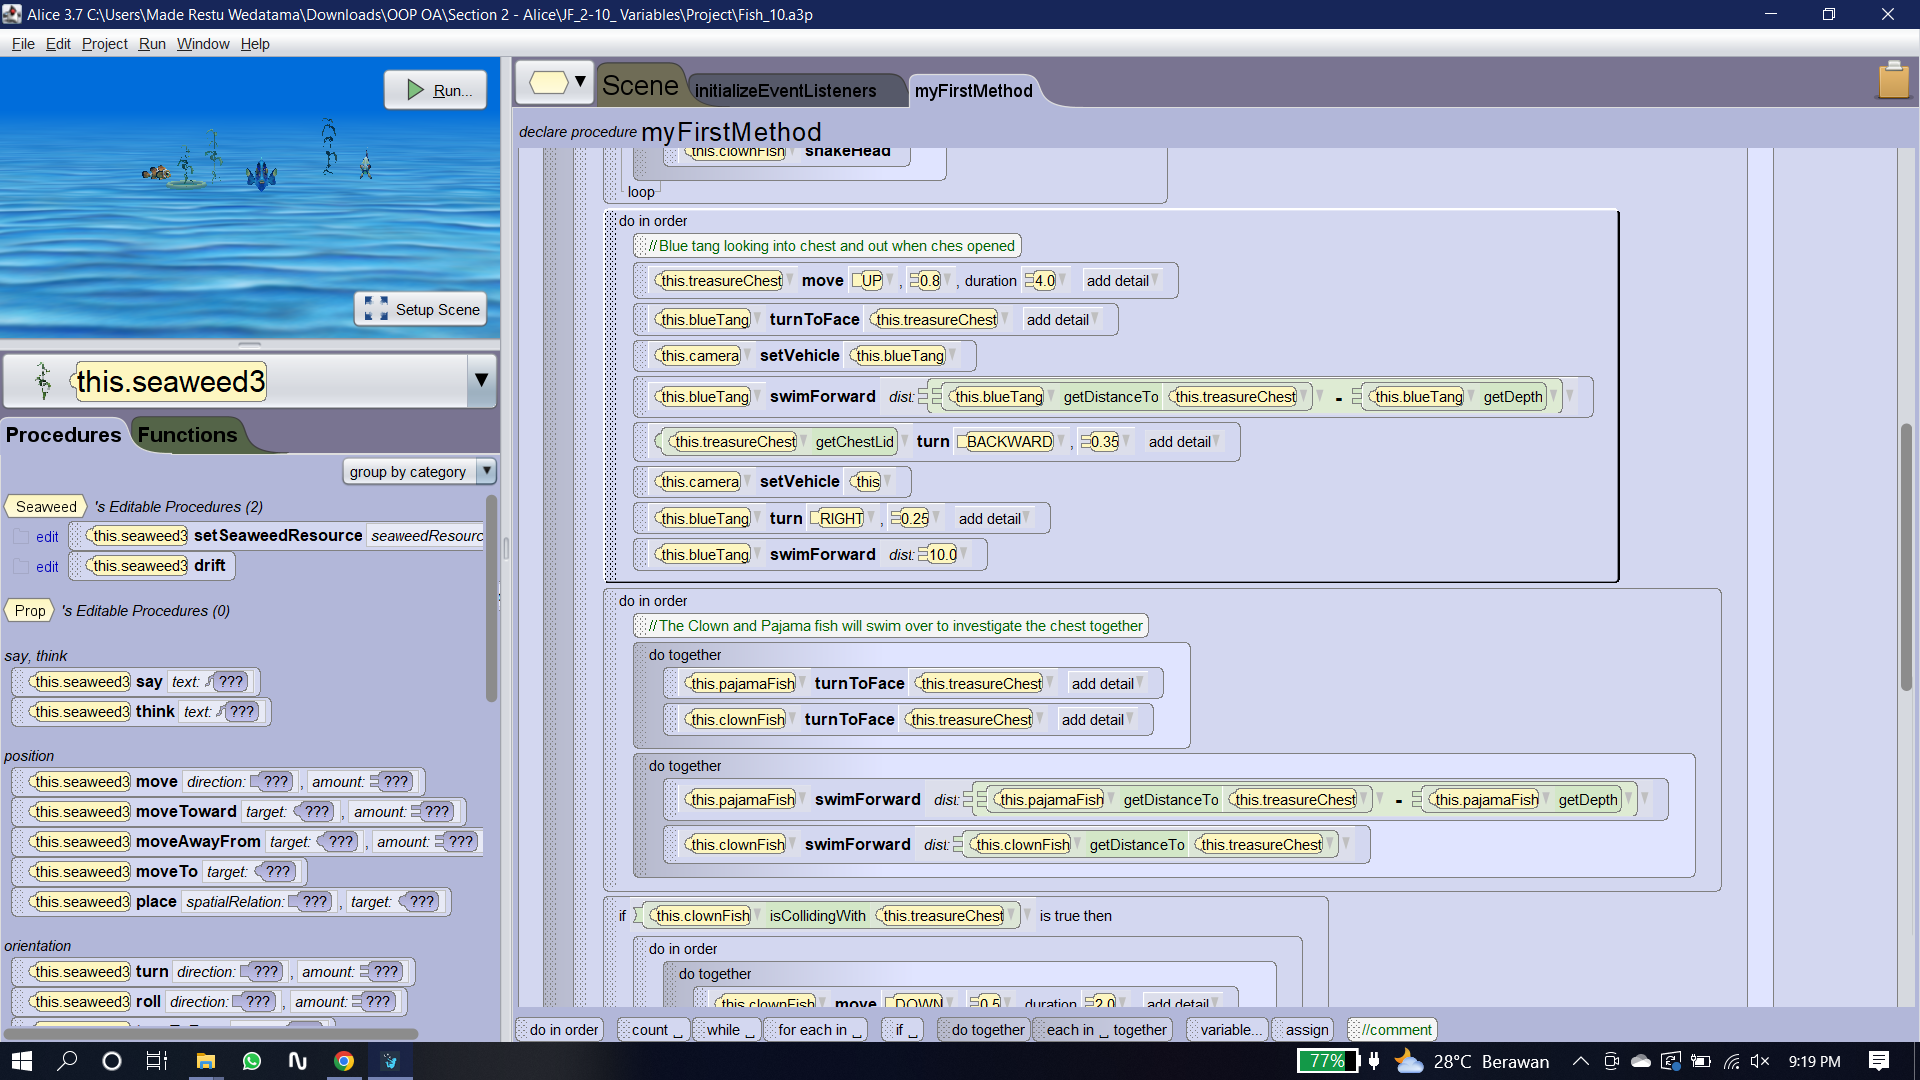 Alice 3.7 C:\Users\Made Restu Wedatama\Downloads\OOP OA\Section 2 - Alice\JF_2-10_ Variables\Project\Fish_10.a3p
File Edit Project Run Window Help
Run...
Setup Scene
this.seaweed3
Procedures Functions
group by category
Seaweed 's Editable Procedures (2)
edit this.seaweed3 setSeaweedResource seaweedResourc
edit this.seaweed3 drift
Prop 's Editable Procedures (0)
say, think
this.seaweed3 say text: ???
this.seaweed3 think text: ???
position
this.seaweed3 move direction: ??? , amount: ???
this.seaweed3 moveToward target: ??? , amount: ???
this.seaweed3 moveAwayFrom target: ??? , amount: ???
this.seaweed3 moveTo target: ???
this.seaweed3 place spatialRelation: ??? , target: ???
orientation
this.seaweed3 turn direction: ??? , amount: ???
this.seaweed3 roll direction: ??? , amount: ???
Scene initializeEventListeners myFirstMethod
declare procedure myFirstMethod
this.clownFish shakeHead
loop
do in order
//Blue tang looking into chest and out when ches opened
this.treasureChest move UP , 0.8 , duration 4.0 add detail
this.blueTang turnToFace this.treasureChest add detail
this.camera setVehicle this.blueTang
this.blueTang swimForward dist: this.blueTang getDistanceTo this.treasureChest - this.blueTang getDepth
this.treasureChest getChestLid turn BACKWARD , 0.35 add detail
this.camera setVehicle this
this.blueTang turn RIGHT , 0.25 add detail
this.blueTang swimForward dist: 10.0
do in order
//The Clown and Pajama fish will swim over to investigate the chest together
do together
this.pajamaFish turnToFace this.treasureChest add detail
this.clownFish turnToFace this.treasureChest add detail
do together
this.pajamaFish swimForward dist: this.pajamaFish getDistanceTo this.treasureChest - this.pajamaFish getDepth
this.clownFish swimForward dist: this.clownFish getDistanceTo this.treasureChest
if this.clownFish isCollidingWith this.treasureChest is true then
do in order
do together
this.clownFish move DOWN 0.5 duration 2.0 add detail
do in order count _ while _ for each in _ if _ do together each in _ together variable... assign //comment
77% 28°C Berawan 9:19 PM